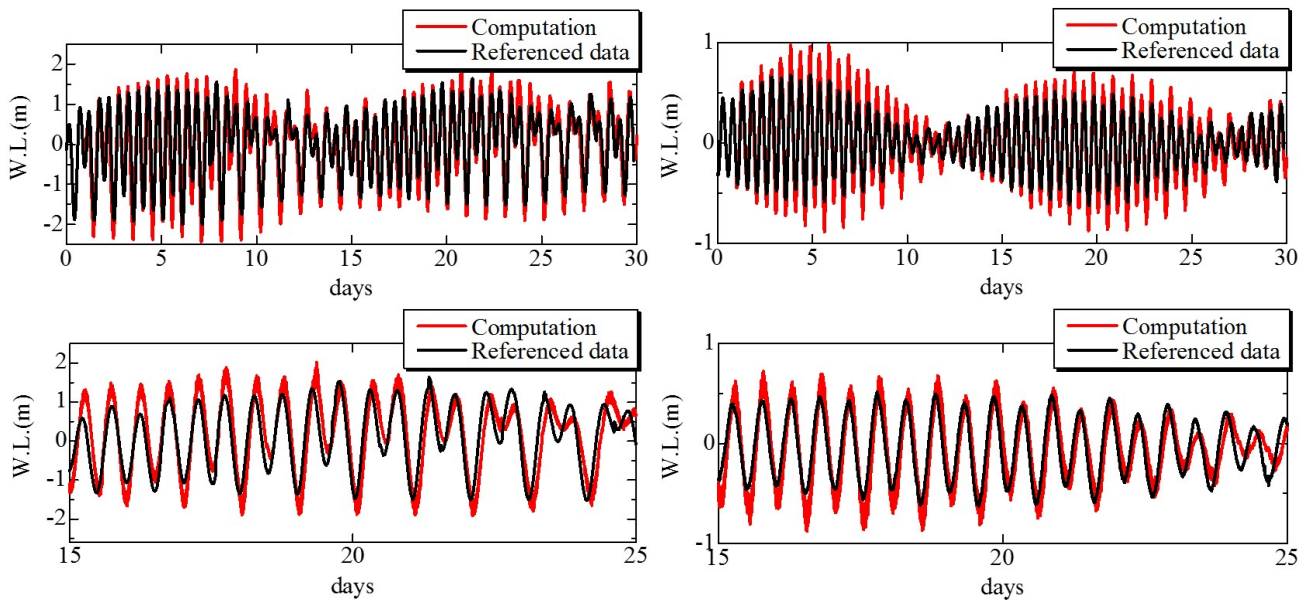 Computation
Referenced data
W.L.(m)
2
1
0
-1
-2
0 5 10 15 20 25 30
days
Computation
Referenced data
W.L.(m)
1
0
-1
0 5 10 15 20 25 30
days
Computation
Referenced data
W.L.(m)
2
1
0
-1
-2
15 20 25
days
Computation
Referenced data
W.L.(m)
1
0
-1
15 20 25
days